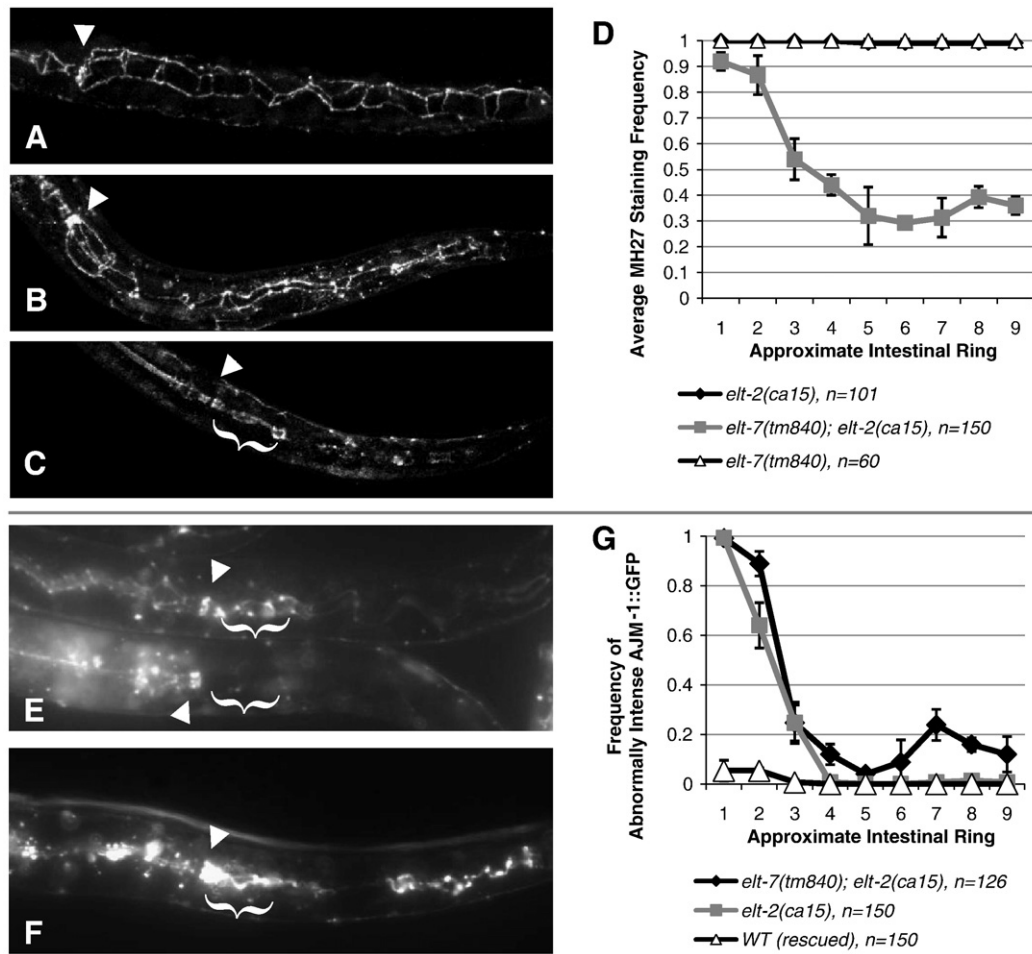 A
B
C
D
Average MH27 Staining Frequency
1
0.9
0.8
0.7
0.6
0.5
0.4
0.3
0.2
0.1
0
1 2 3 4 5 6 7 8 9
Approximate Intestinal Ring
elt-2(ca15), n=101
elt-7(tm840); elt-2(ca15), n=150
elt-7(tm840), n=60
E
F
G
Frequency of
Abnormally Intense AJM-1::GFP
1
0.8
0.6
0.4
0.2
0
1 2 3 4 5 6 7 8 9
Approximate Intestinal Ring
elt-7(tm840); elt-2(ca15), n=126
elt-2(ca15), n=150
WT (rescued), n=150